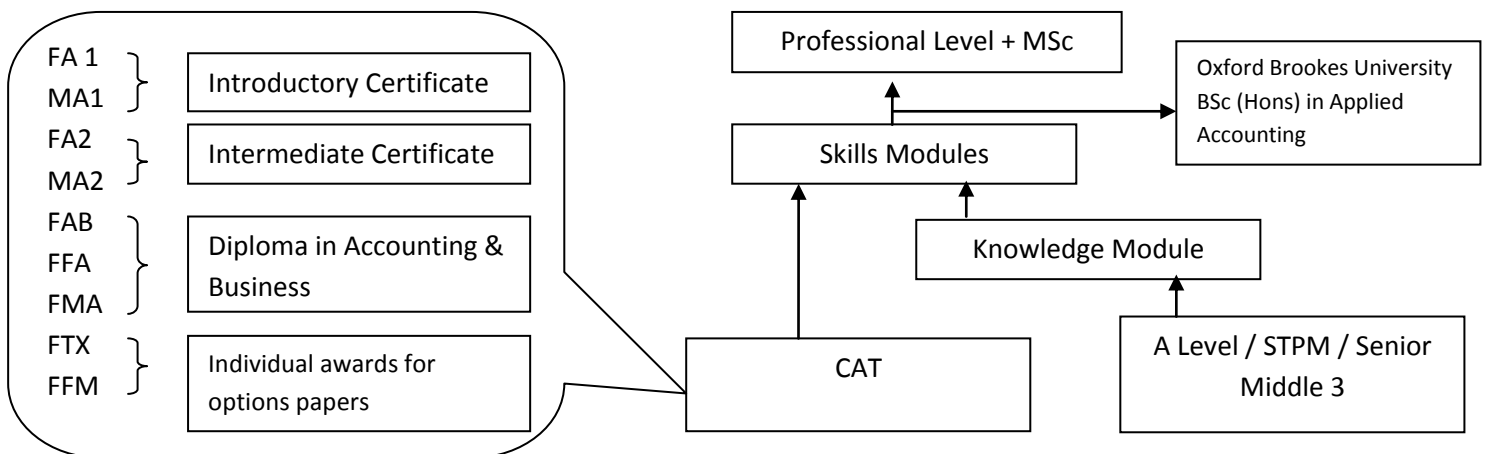 FA 1
MA1
Introductory Certificate
FA2
MA2
Intermediate Certificate
FAB
FFA
FMA
Diploma in Accounting &
Business
FTX
FFM
Individual awards for
options papers
Professional Level + MSc
Oxford Brookes University
BSc (Hons) in Applied
Accounting
Skills Modules
Knowledge Module
CAT
A Level / STPM / Senior
Middle 3